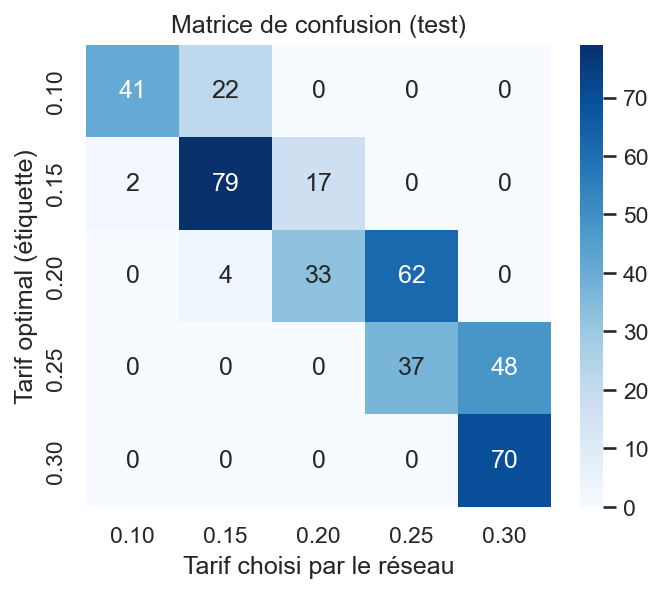 Matrice de confusion (test)
Tarif optimal (étiquette)
0.10 41 22 0 0 0
0.15 2 79 17 0 0
0.20 0 4 33 62 0
0.25 0 0 0 37 48
0.30 0 0 0 0 70
0.10 0.15 0.20 0.25 0.30
Tarif choisi par le réseau
70
60
50
40
30
20
10
0